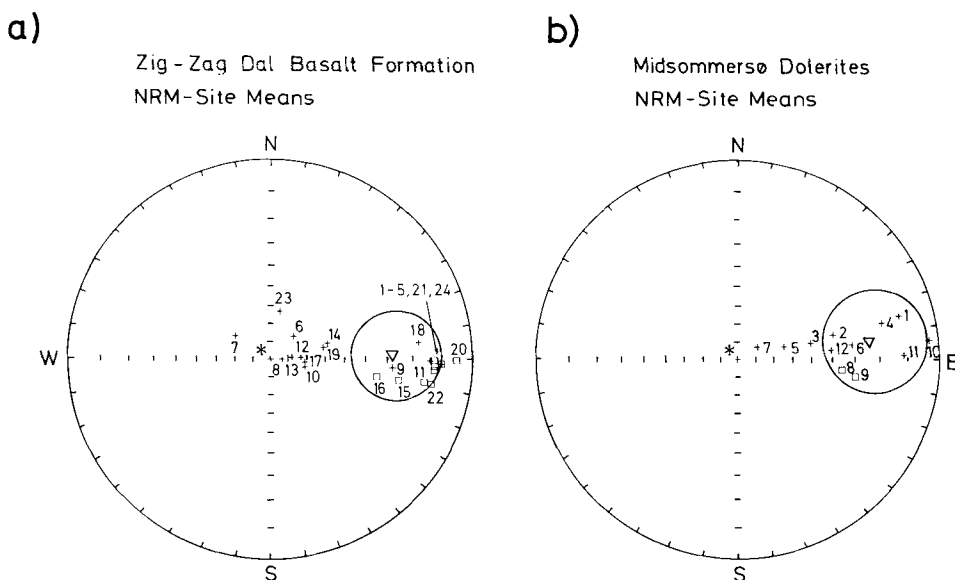 a)
Zig-Zag Dal Basalt Formation
NRM-Site Means
N
1-5,21,24
23
6
14
18
7
12
19
20
W
8
13
17
9
11
10
16
15
22
S
b)
Midsommersø Dolerites
NRM-Site Means
N
1
4
3
2
7
5
12
6
11
10
E
8
9
S